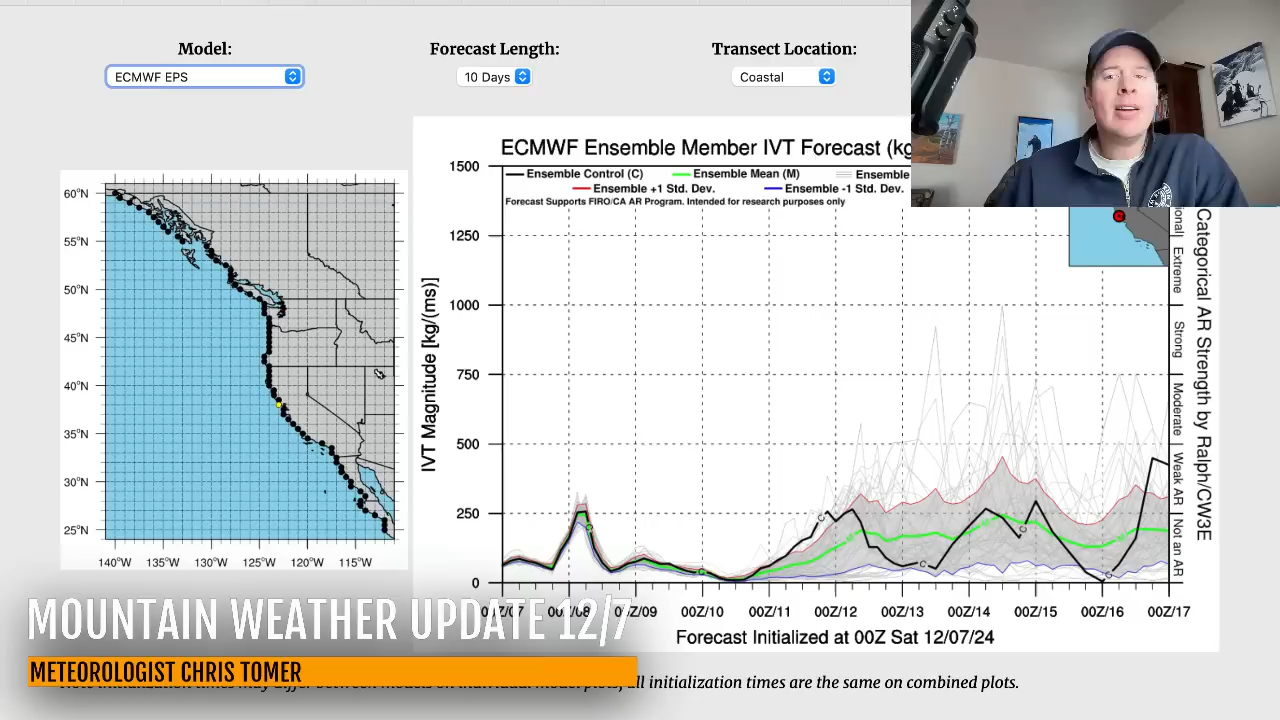 Model:
Forecast Length:
Transect Location:
ECMWF EPS
10 Days
Coastal
ECMWF Ensemble Member IVT Forecast (kg
Ensemble Control (C)
Ensemble Mean (M)
Ensemble
Ensemble +1 Std. Dev.
Ensemble -1 Std. Dev.
Forecast Supports FIRO/CA AR Program. Intended for research purposes only
1500
1250
1000
750
500
250
0
IVT Magnitude [kg/(ms)]
60°N
55°N
50°N
45°N
40°N
35°N
30°N
25°N
140°W
135°W
130°W
125°W
120°W
115°W
Extreme
Strong
Moderate
Weak AR
Not an AR
Categorical AR Strength by Ralph/CW3E
00Z/09
00Z/10
00Z/11
00Z/12
00Z/13
00Z/14
00Z/15
00Z/16
00Z/17
Forecast Initialized at 00Z Sat 12/07/24
MOUNTAIN WEATHER UPDATE 12/7
METEOROLOGIST CHRIS TOMER
initialization times are the same on combined plots.